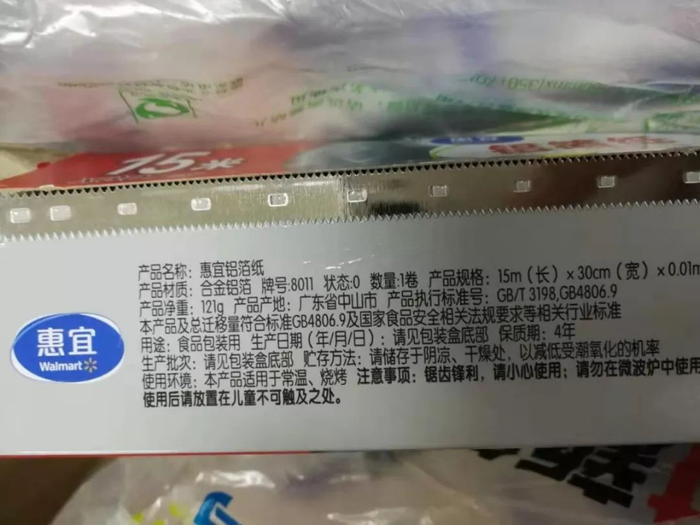 15米
惠宜
惠宜
Walmart
产品名称：惠宜铝箔纸
产品材质：合金铝箔 牌号:8011 状态:0 数量:1卷 产品规格：15m（长）x 30cm（宽）x 0.01m
产品净重：121g 产品产地：广东省中山市 产品执行标准号：GB/T 3198,GB4806.9
本产品及总迁移量符合标准GB4806.9及国家食品安全相关法规要求等相关行业标准
用途：食品包装用 生产日期（年/月/日）：请见包装盒底部 保质期：4年
生产批次：请见包装盒底部 贮存方法：请储存于阴凉、干燥处，以减低受潮氧化的机率
使用环境：本产品适用于常温、烧烤 注意事项：锯齿锋利，请小心使用；请勿在微波炉中使用
使用后请放置在儿童不可触及之处。